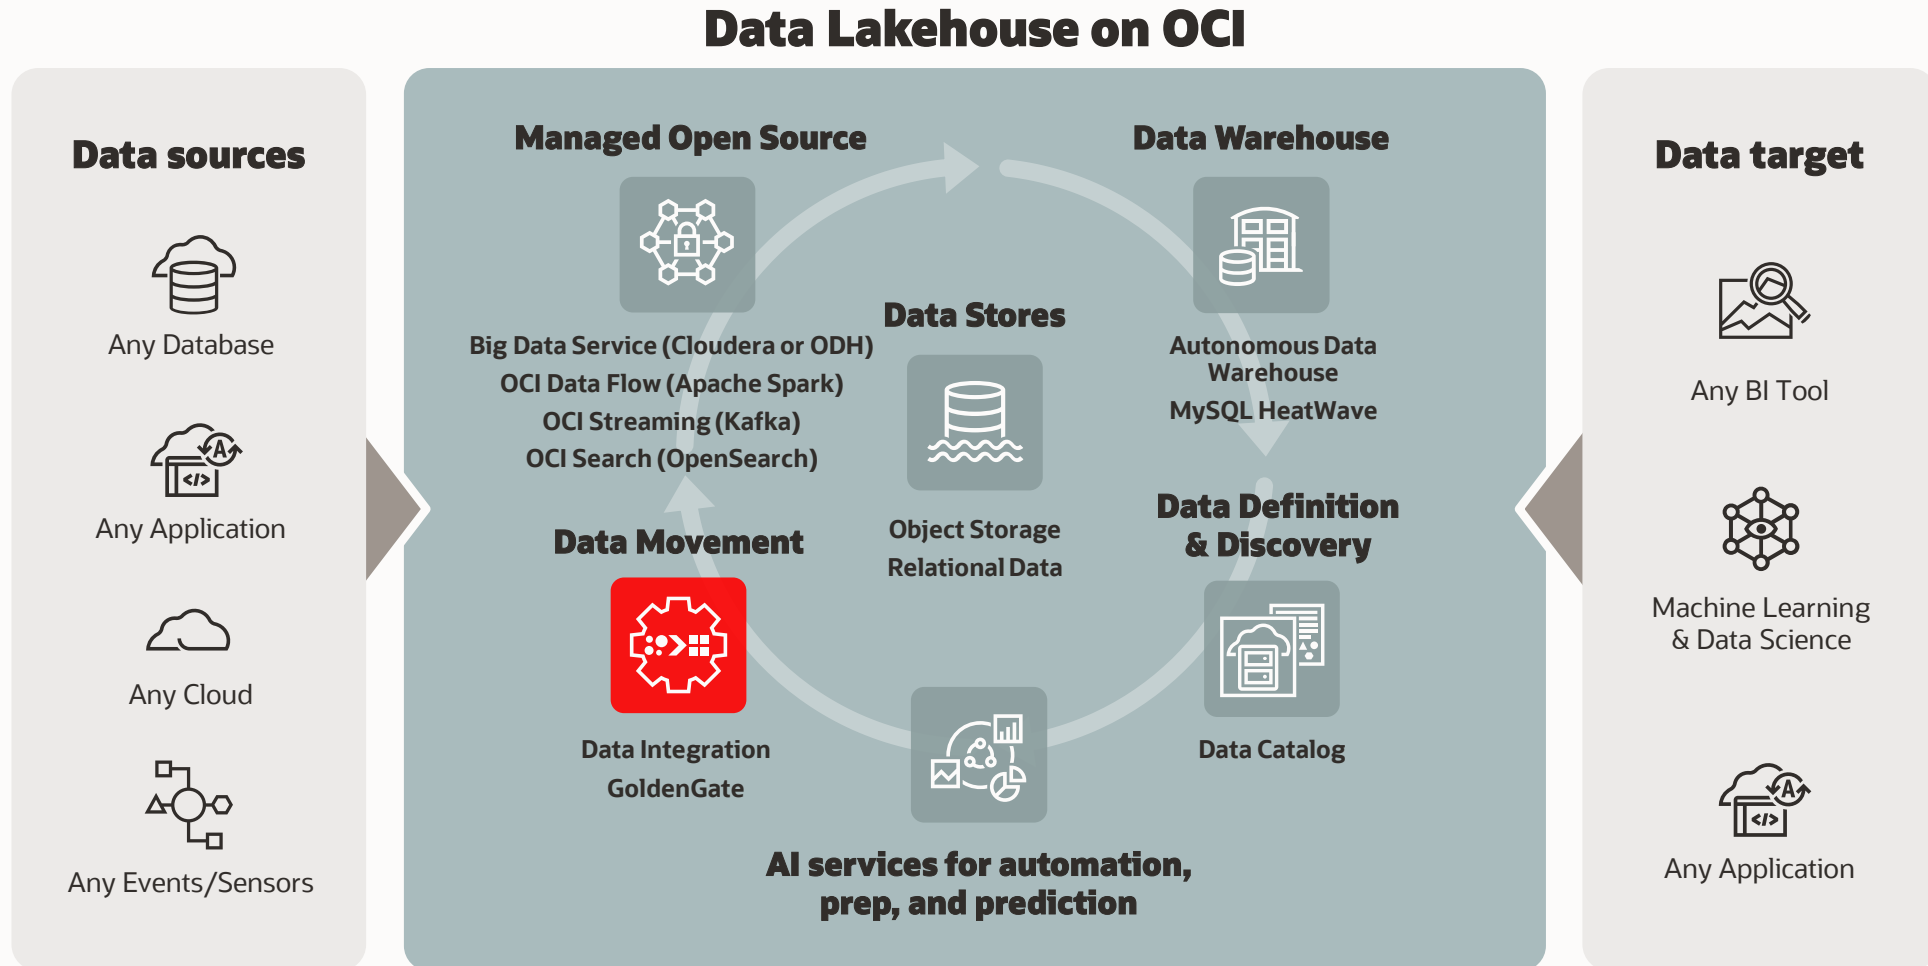 Data Lakehouse on OCI
Data sources
Any Database
Any Application
Any Cloud
Any Events/Sensors
Managed Open Source
Big Data Service (Cloudera or ODH)
OCI Data Flow (Apache Spark)
OCI Streaming (Kafka)
OCI Search (OpenSearch)
Data Warehouse
Autonomous Data
Warehouse
MySQL HeatWave
Data Stores
Object Storage
Relational Data
Data Movement
Data Integration
GoldenGate
Data Definition
& Discovery
Data Catalog
AI services for automation,
prep, and prediction
Data target
Any BI Tool
Machine Learning
& Data Science
Any Application